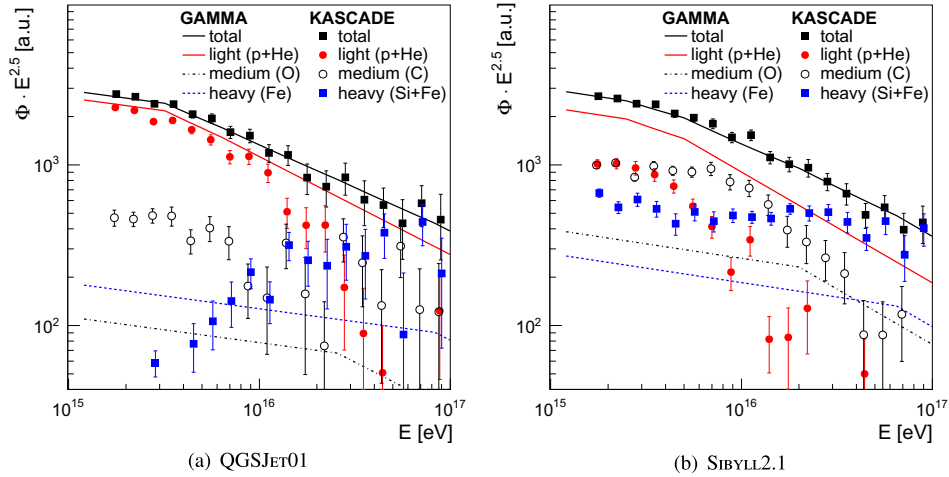 Φ · E^2.5 [a.u.]
GAMMA KASCADE
total total
light (p+He) light (p+He)
medium (O) medium (C)
heavy (Fe) heavy (Si+Fe)
10^3
10^2
10^15 10^16 10^17
E [eV]
(a) QGSJET01
Φ · E^2.5 [a.u.]
GAMMA KASCADE
total total
light (p+He) light (p+He)
medium (O) medium (C)
heavy (Fe) heavy (Si+Fe)
10^3
10^2
10^15 10^16 10^17
E [eV]
(b) SIBYLL2.1